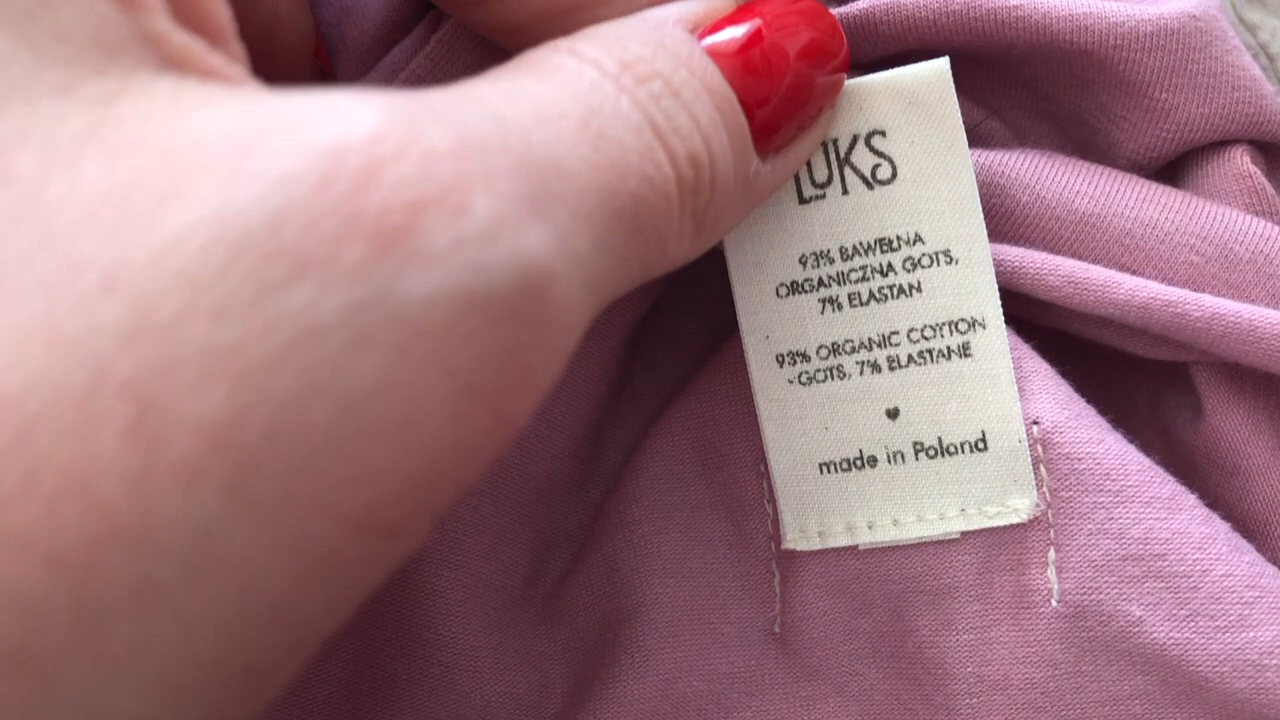 LUKS
93% BAWEŁNA
ORGANICZNA GOTS,
7% ELASTAN
93% ORGANIC COTTON
-GOTS, 7% ELASTANE
made in Poland